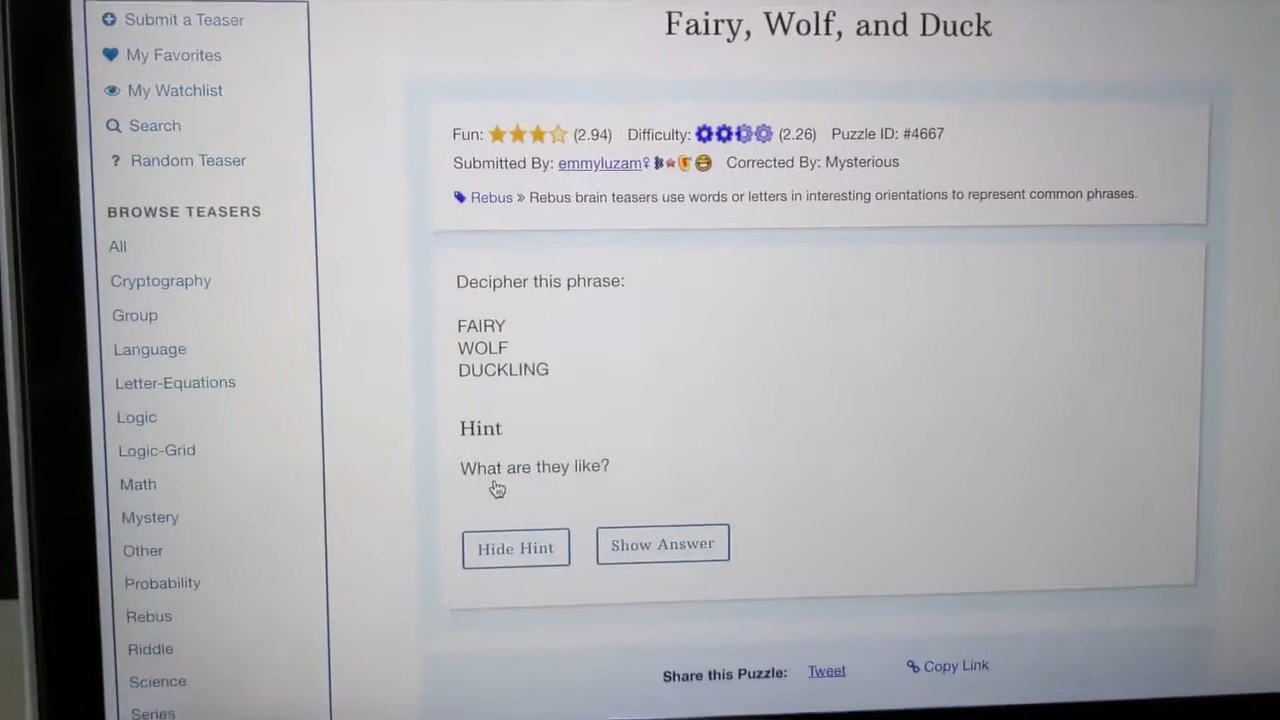 Submit a Teaser
My Favorites
My Watchlist
Search
? Random Teaser
BROWSE TEASERS
All
Cryptography
Group
Language
Letter-Equations
Logic
Logic-Grid
Math
Mystery
Other
Probability
Rebus
Riddle
Science
Series
Fairy, Wolf, and Duck
Fun: (2.94) Difficulty: (2.26) Puzzle ID: #4667
Submitted By: emmyluzam♀ Corrected By: Mysterious
Rebus » Rebus brain teasers use words or letters in interesting orientations to represent common phrases.
Decipher this phrase:
FAIRY
WOLF
DUCKLING
Hint
What are they like?
Hide Hint Show Answer
Share this Puzzle: Tweet Copy Link